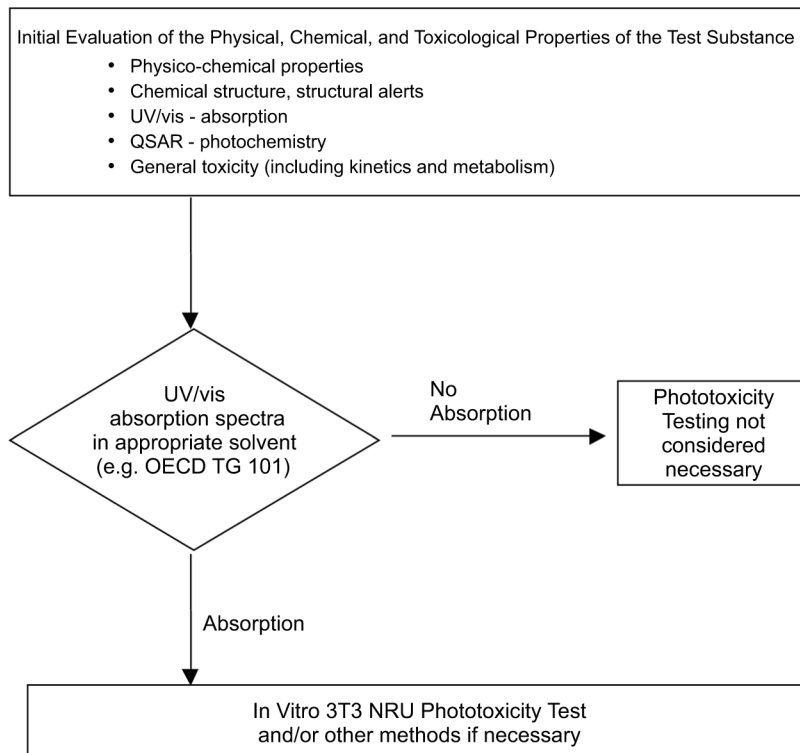 Initial Evaluation of the Physical, Chemical, and Toxicological Properties of the Test Substance
• Physico-chemical properties
• Chemical structure, structural alerts
• UV/vis - absorption
• QSAR - photochemistry
• General toxicity (including kinetics and metabolism)
UV/vis
absorption spectra
in appropriate solvent
(e.g. OECD TG 101)
No
Absorption
Phototoxicity
Testing not
considered
necessary
Absorption
In Vitro 3T3 NRU Phototoxicity Test
and/or other methods if necessary